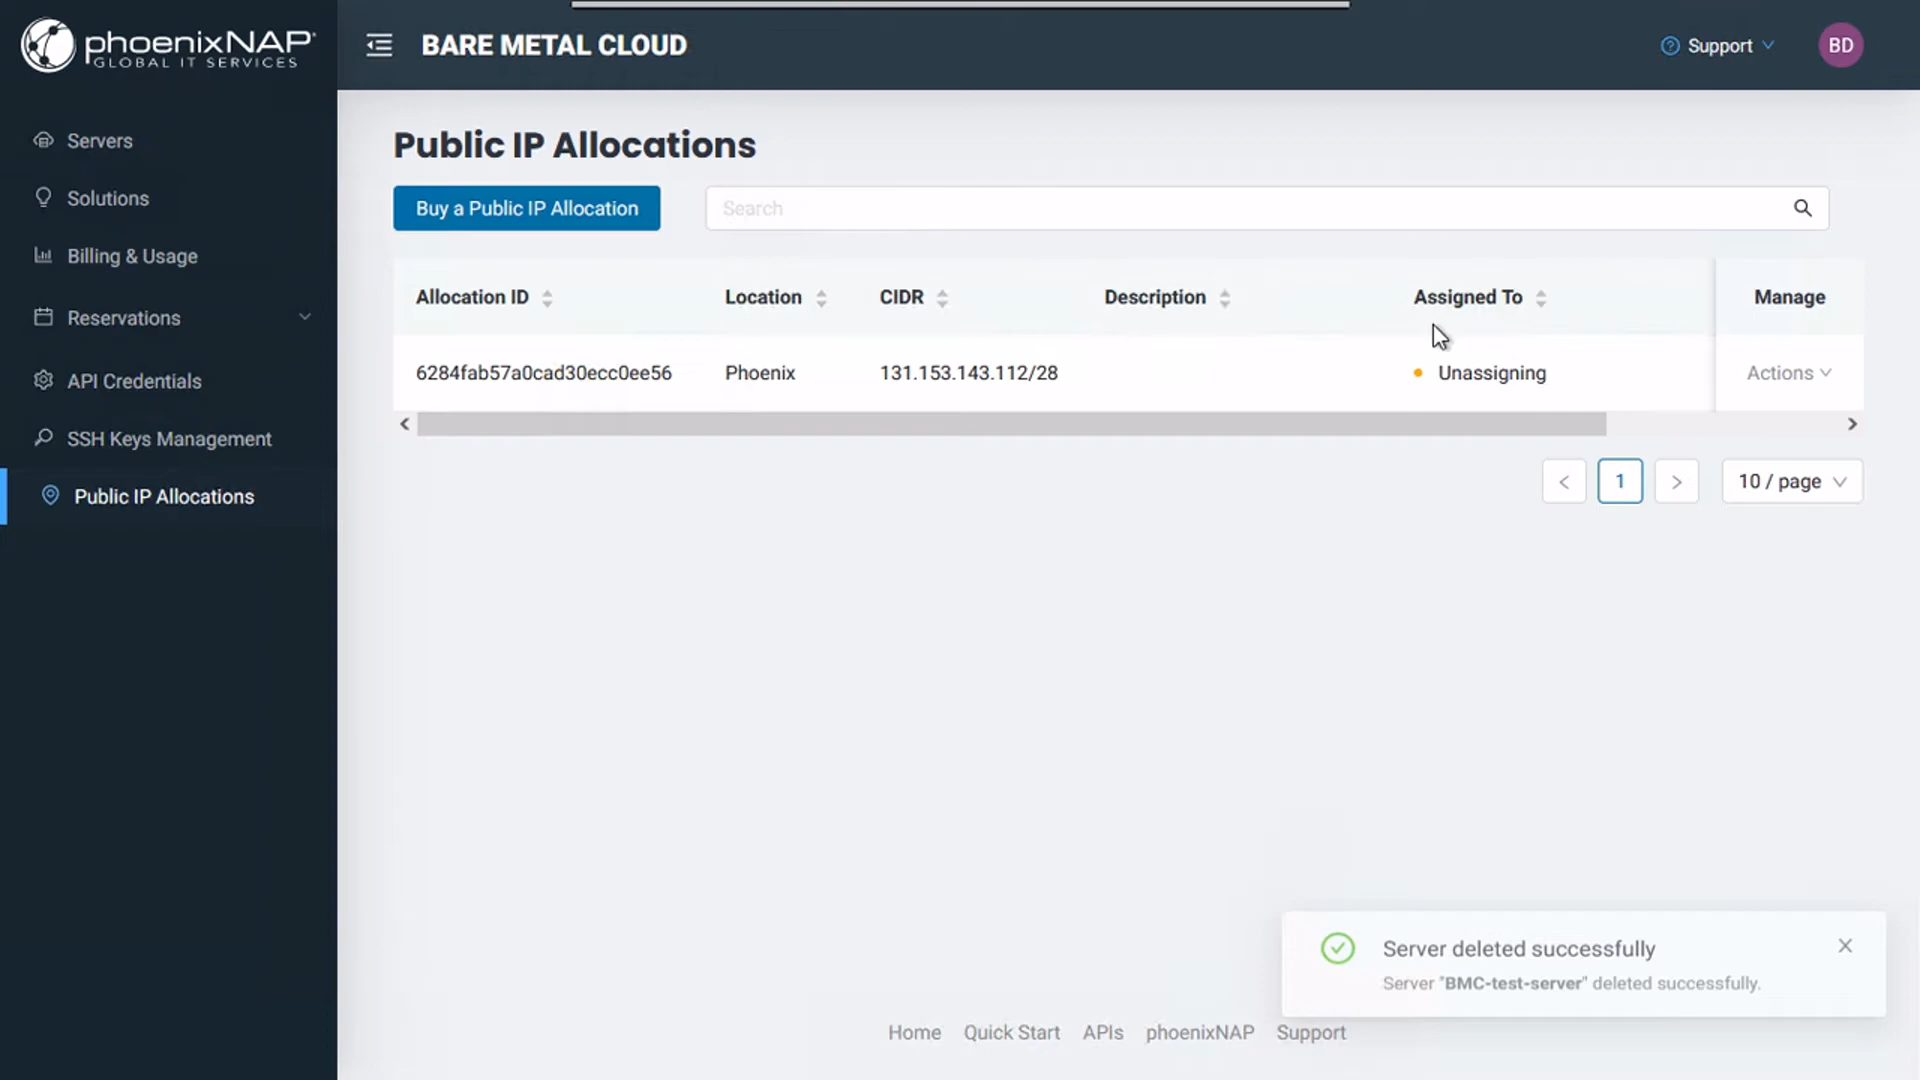 phoenixNAP
GLOBAL IT SERVICES
BARE METAL CLOUD
Support
BD
Servers
Solutions
Billing & Usage
Reservations
API Credentials
SSH Keys Management
Public IP Allocations
Public IP Allocations
Buy a Public IP Allocation
Search
Allocation ID Location CIDR Description Assigned To Manage
6284fab57a0cad30ecc0ee56 Phoenix 131.153.143.112/28 Unassigning Actions
< 1 > 10 / page
Server deleted successfully
Server "BMC-test-server" deleted successfully.
Home Quick Start APIs phoenixNAP Support